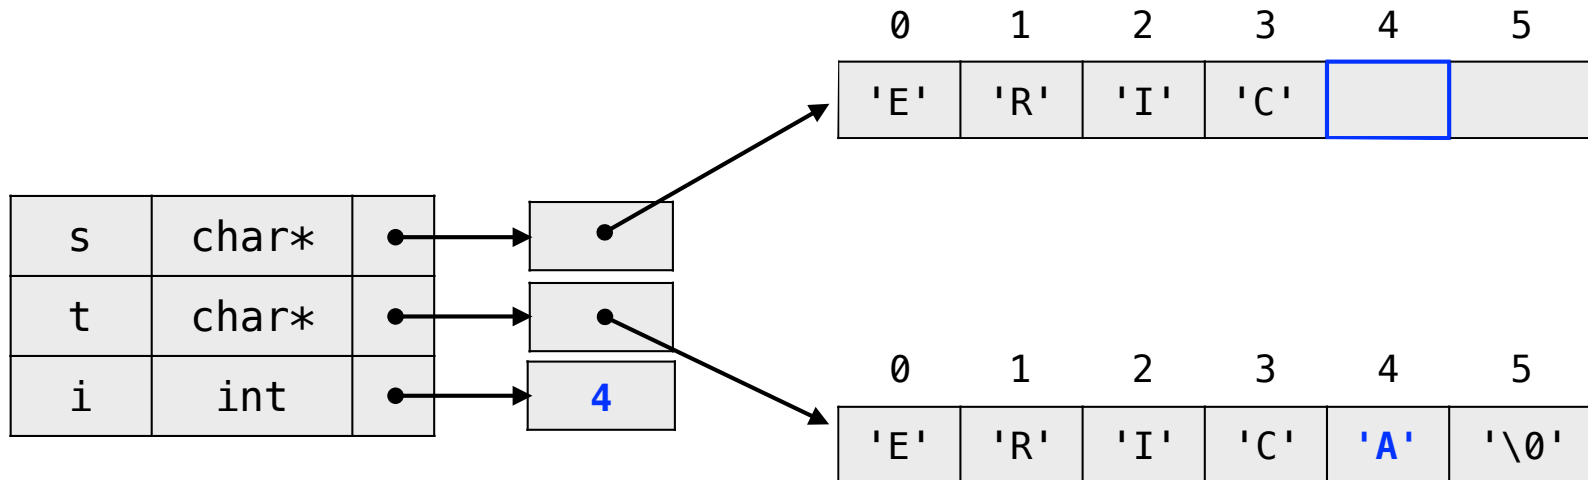 0 1 2 3 4 5
'E' 'R' 'I' 'C'
s char*
t char*
i int 4
0 1 2 3 4 5
'E' 'R' 'I' 'C' 'A' '\0'